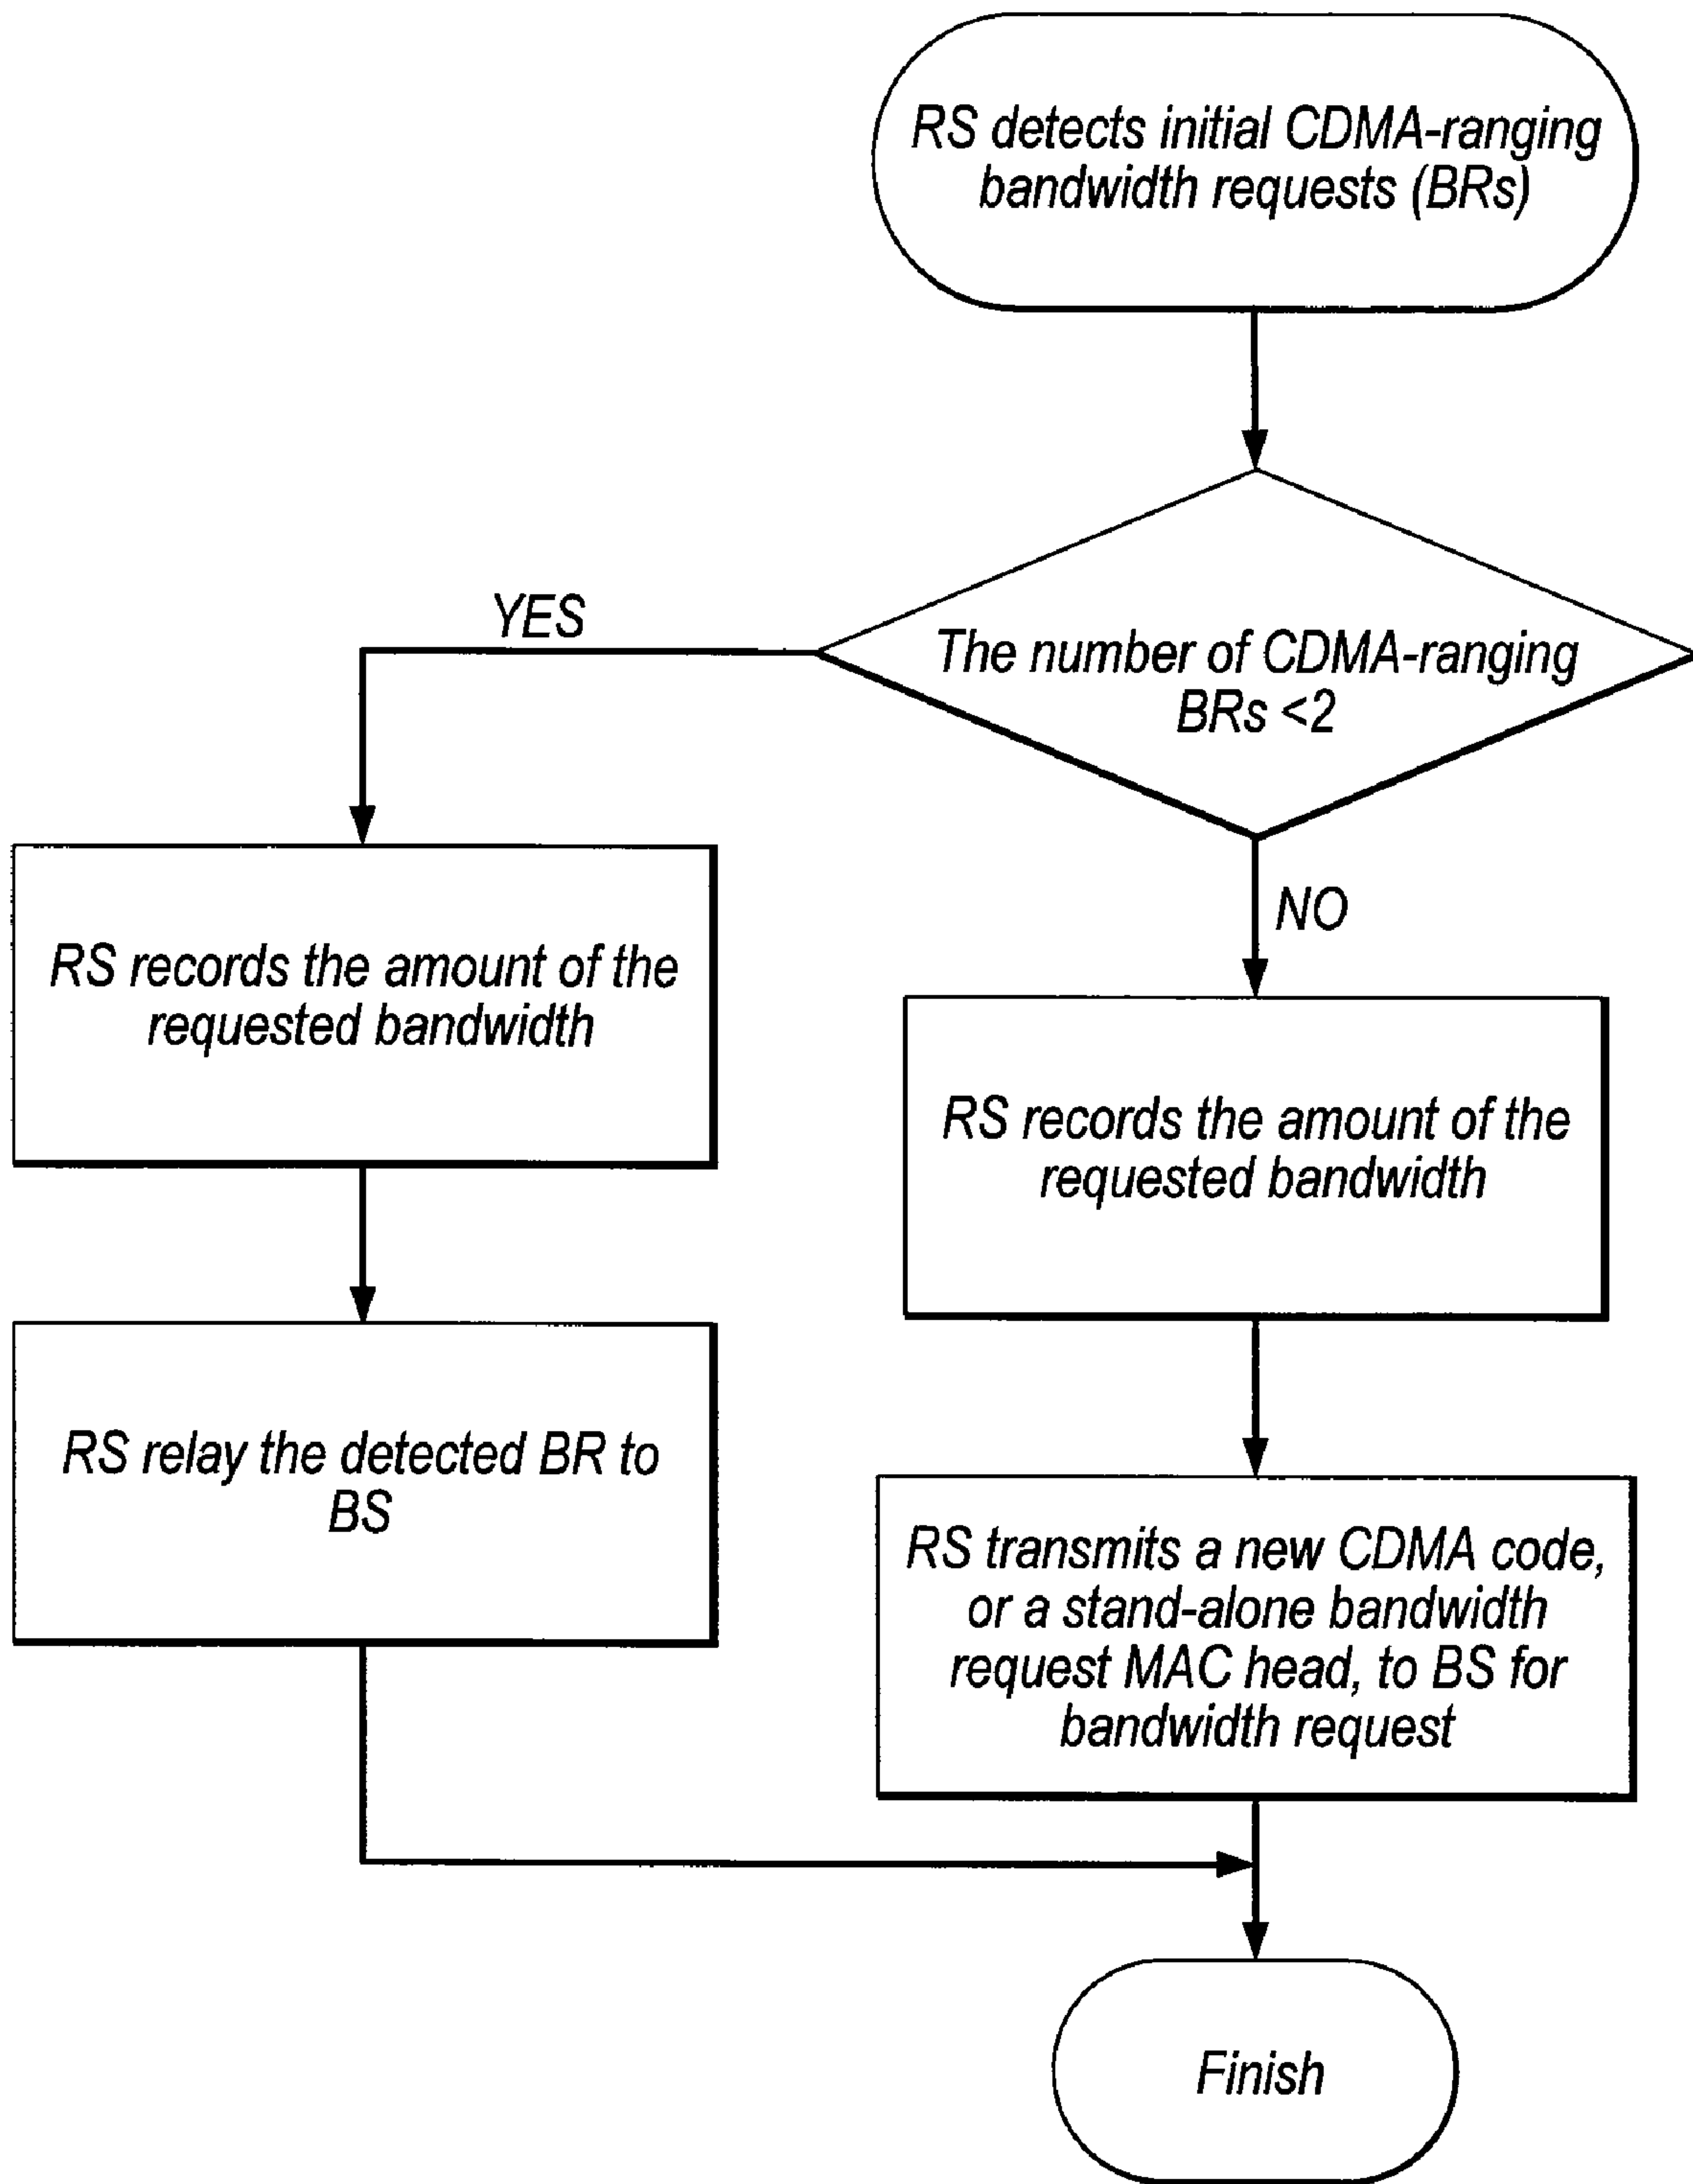 RS detects initial CDMA-ranging
bandwidth requests (BRs)
The number of CDMA-ranging
BRs <2
YES
NO
RS records the amount of the
requested bandwidth
RS relay the detected BR to
BS
RS records the amount of the
requested bandwidth
RS transmits a new CDMA code,
or a stand-alone bandwidth
request MAC head, to BS for
bandwidth request
Finish